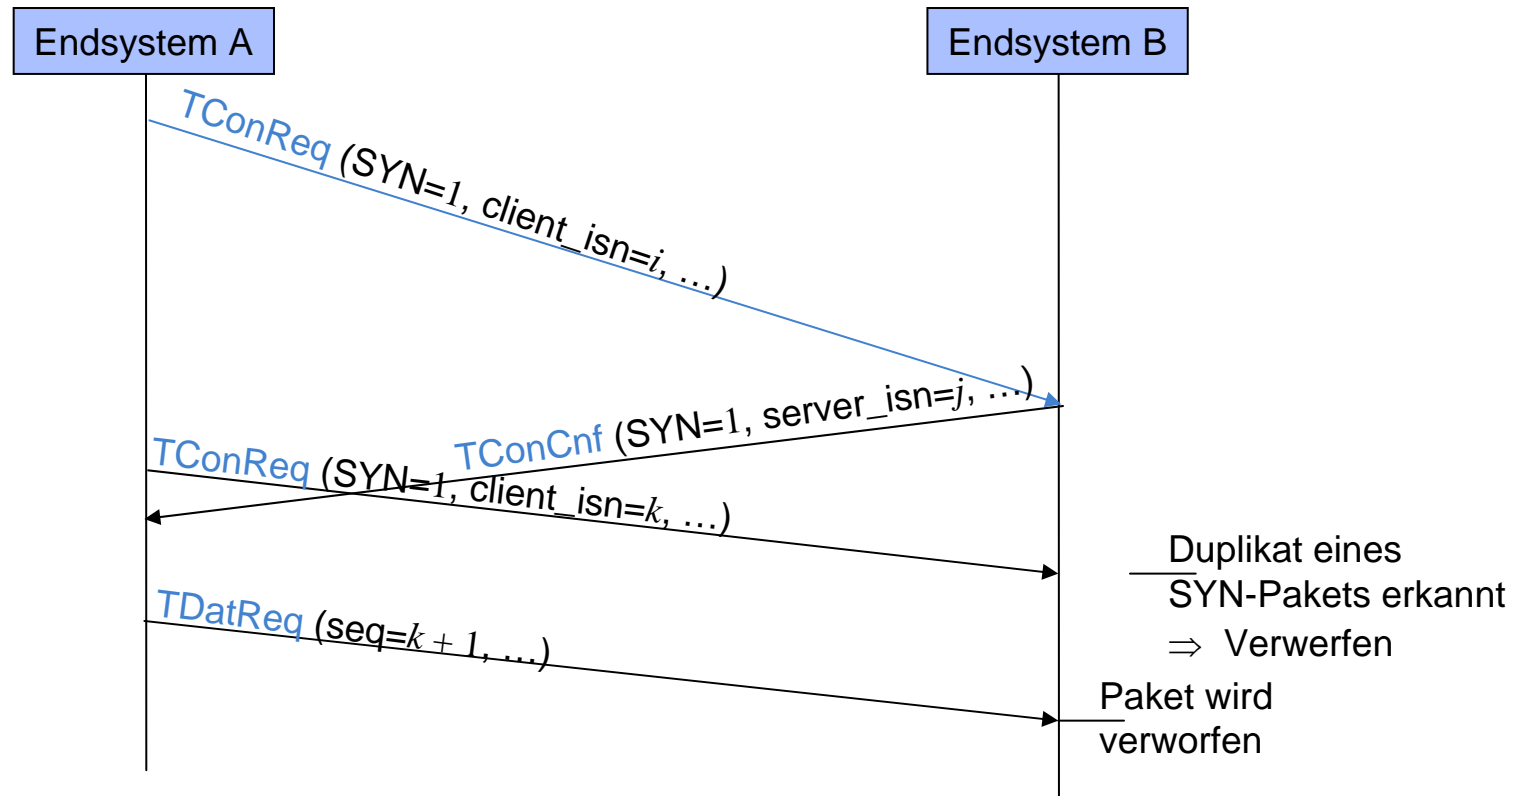 Endsystem A
Endsystem B
TConReq (SYN=1, client_isn=i, …)
TConCnf (SYN=1, server_isn=j, …)
TConReq (SYN=1, client_isn=k, …)
Duplikat eines
SYN-Pakets erkannt
⇒ Verwerfen
TDatReq (seq=k + 1, …)
Paket wird
verworfen